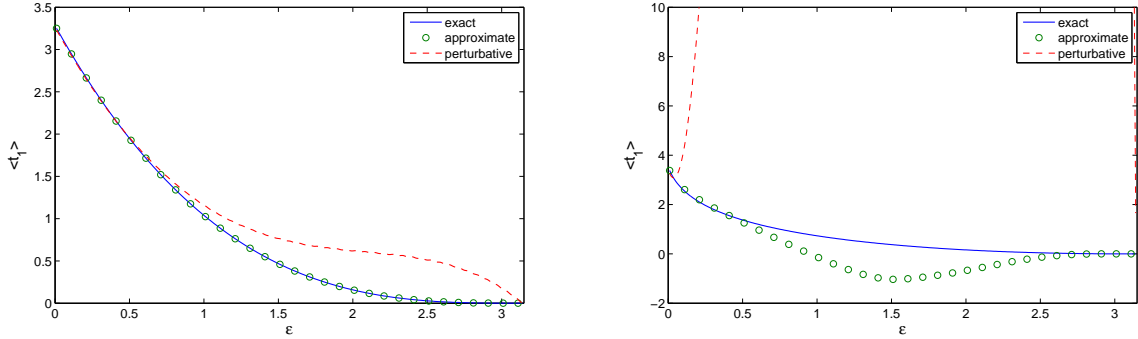 3.5
3
2.5
2
1.5
1
0.5
0
0 0.5 1 1.5 2 2.5 3
<t₁>
ε
exact
approximate
perturbative
10
8
6
4
2
0
−2
0 0.5 1 1.5 2 2.5 3
<t₁>
ε
exact
approximate
perturbative